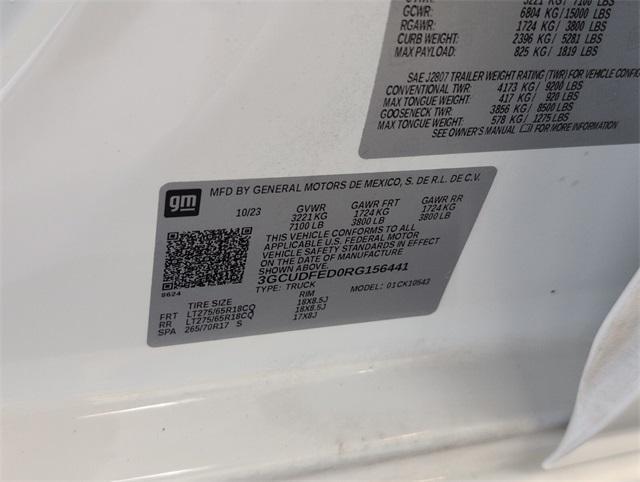 3221 KG / 7100 LBS
GCWR: 6804 KG/ 15000 LBS
RGAWR: 1724 KG / 3800 LBS
CURB WEIGHT: 2396 KG/ 5281 LBS
MAX PAYLOAD: 825 KG/ 1819 LBS
SAE J2807 TRAILER WEIGHT RATING (TWR) FOR VEHICLE CONFIG
CONVENTIONAL TWR: 4173 KG / 9200 LBS
MAX TONGUE WEIGHT: 417 KG / 920 LBS
GOOSENECK TWR: 3856 KG / 8500 LBS
MAX TONGUE WEIGHT: 578 KG / 1275 LBS
SEE OWNER'S MANUAL FOR MORE INFORMATION
gm MFD BY GENERAL MOTORS DE MEXICO, S. DE R.L. DE C.V.
10/23 GVWR GAWR FRT GAWR RR
3221 KG 1724 KG 1724 KG
7100 LB 3800 LB 3800 LB
THIS VEHICLE CONFORMS TO ALL
APPLICABLE U.S. FEDERAL MOTOR
VEHICLE SAFETY STANDARDS IN EFFECT
ON THE DATE OF MANUFACTURE
3GCUDFED0RG156441
8624 TYPE: TRUCK MODEL: 01CK10543
TIRE SIZE RIM
FRT LT275/65R18CQ 18X8.5J
RR LT275/65R18CQ 18X8.5J
SPA 265/70R17 S 17X8J